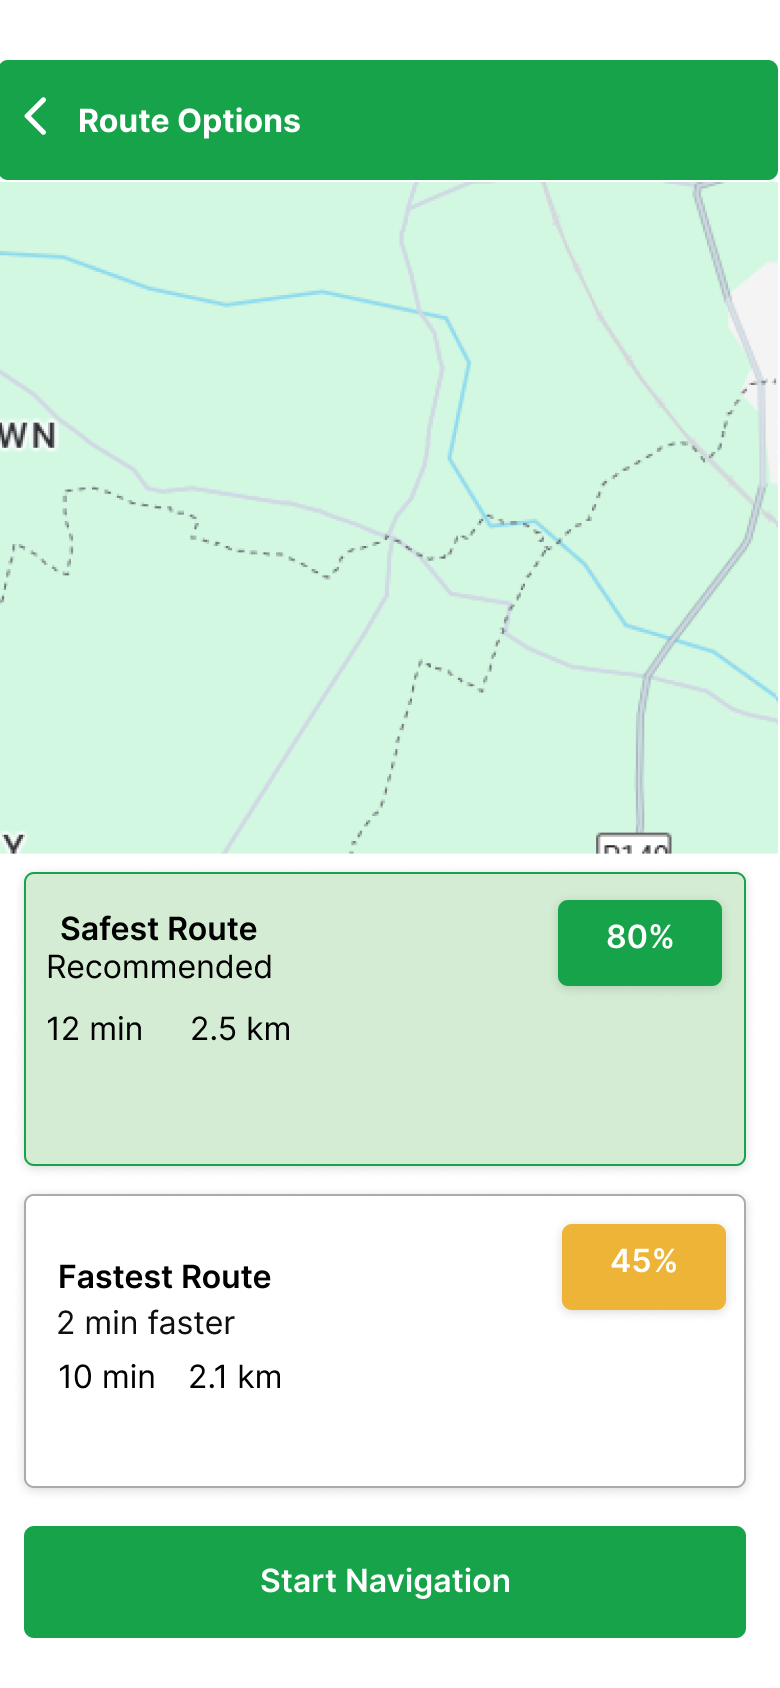 Route Options
WN
Y
Safest Route
80%
Recommended
12 min 2.5 km
Fastest Route
45%
2 min faster
10 min 2.1 km
Start Navigation